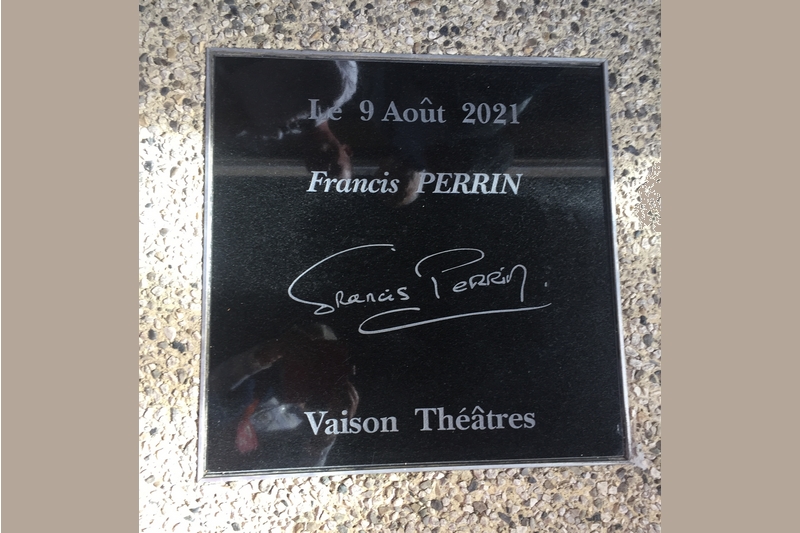 Le 9 Août 2021
Francis PERRIN
Francis Perrin.
Vaison Théâtres